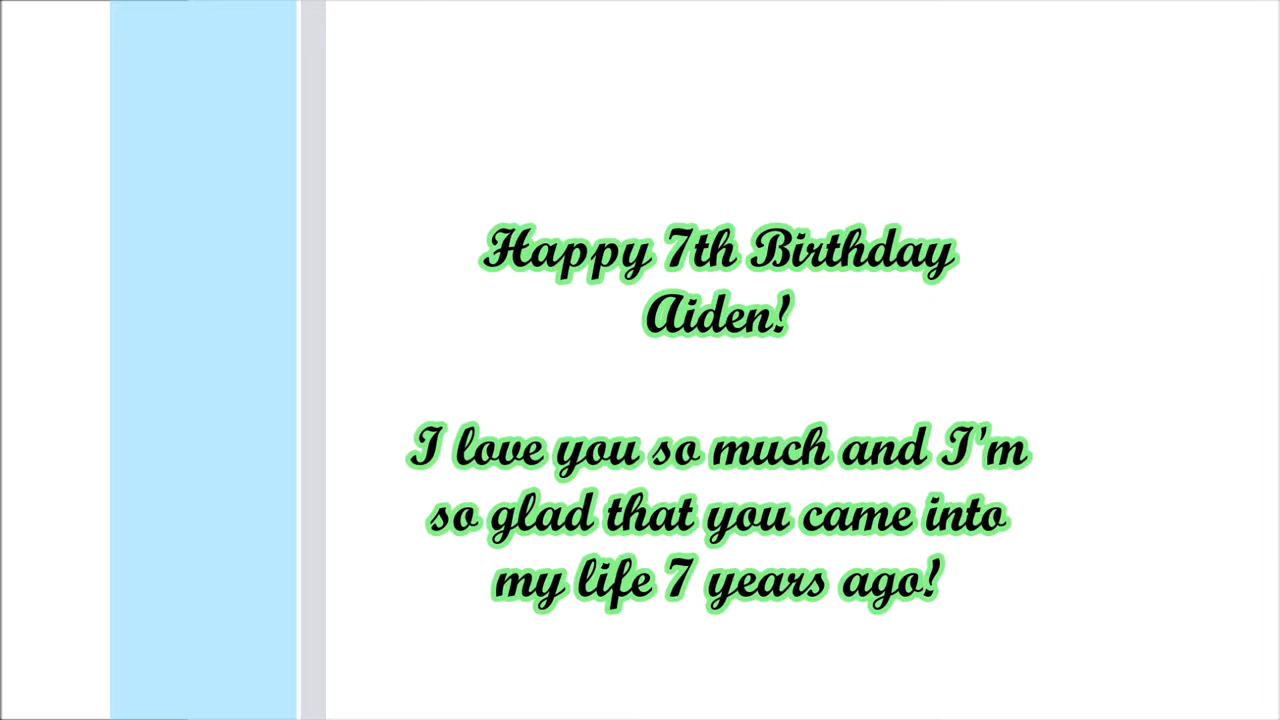 Happy 7th Birthday
Aiden!
I love you so much and I'm
so glad that you came into
my life 7 years ago!